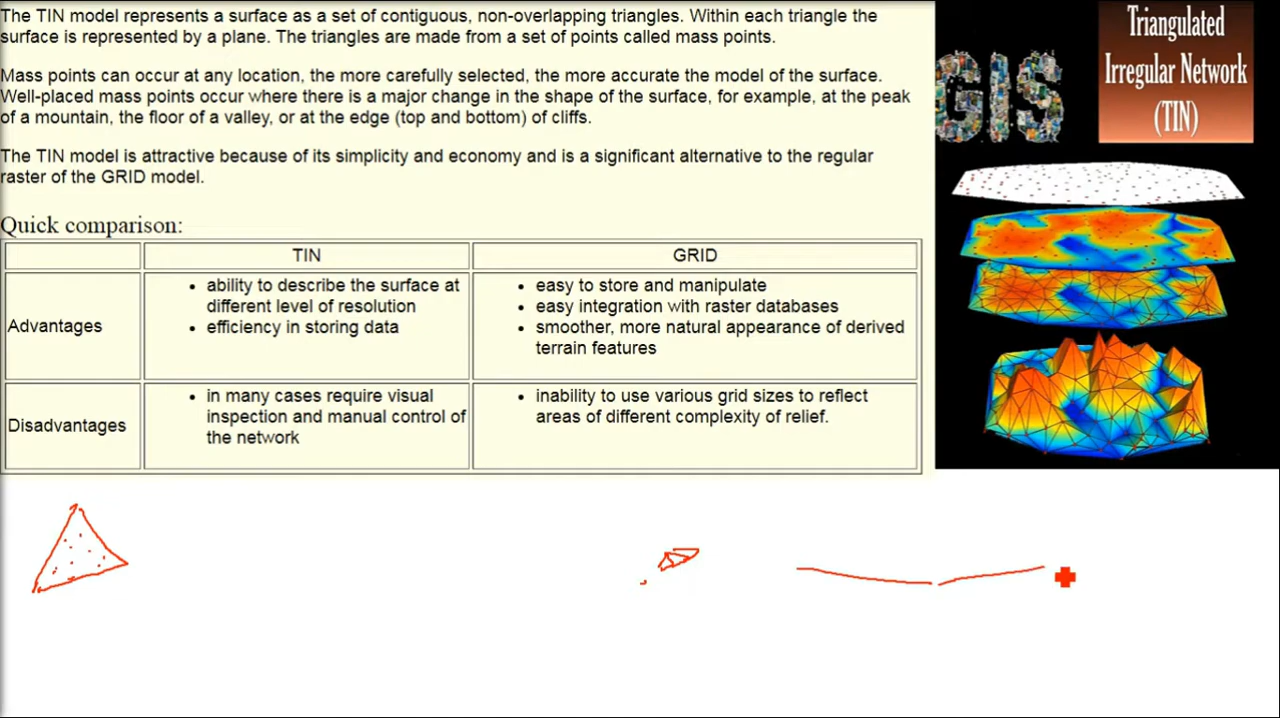 The TIN model represents a surface as a set of contiguous, non-overlapping triangles. Within each triangle the
surface is represented by a plane. The triangles are made from a set of points called mass points.
Mass points can occur at any location, the more carefully selected, the more accurate the model of the surface.
Well-placed mass points occur where there is a major change in the shape of the surface, for example, at the peak
of a mountain, the floor of a valley, or at the edge (top and bottom) of cliffs.
The TIN model is attractive because of its simplicity and economy and is a significant alternative to the regular
raster of the GRID model.
Quick comparison:
TIN
GRID
Advantages
• ability to describe the surface at
different level of resolution
• efficiency in storing data
• easy to store and manipulate
• easy integration with raster databases
• smoother, more natural appearance of derived
terrain features
Disadvantages
• in many cases require visual
inspection and manual control of
the network
• inability to use various grid sizes to reflect
areas of different complexity of relief.
GIS
Triangulated
Irregular Network
(TIN)